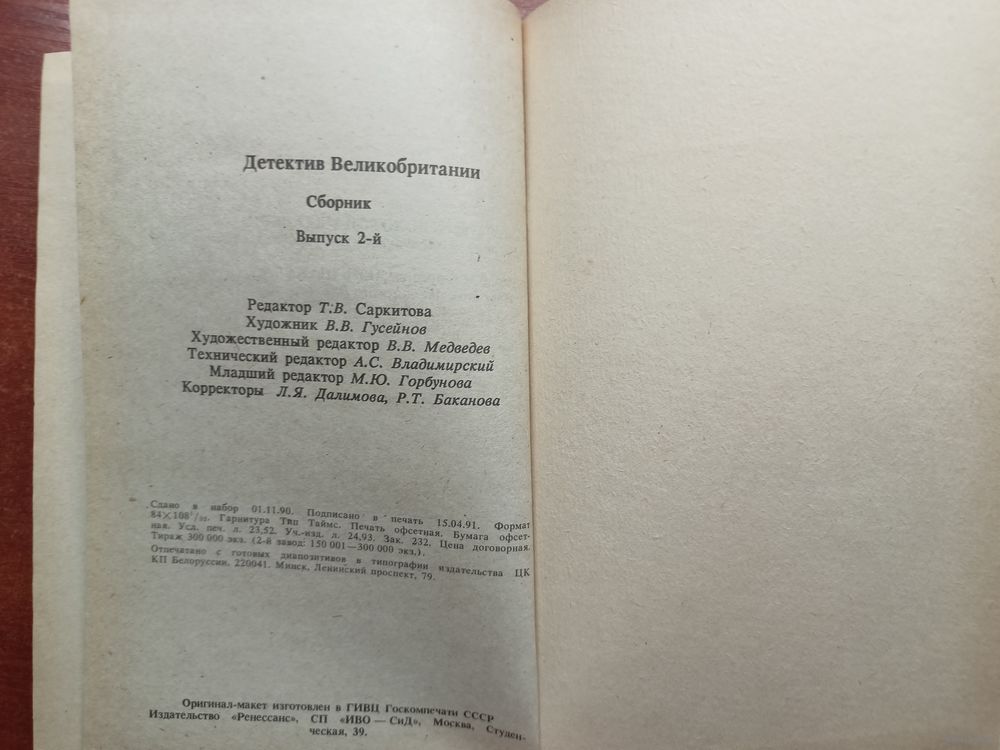 Детектив Великобритании
Сборник
Выпуск 2-й
Редактор Т.В. Саркитова
Художник В.В. Гусейнов
Художественный редактор В.В. Медведев
Технический редактор А.С. Владимирский
Младший редактор М.Ю. Горбунова
Корректоры Л.Я. Далимова, Р.Т. Баканова
Сдано в набор 01.11.90. Подписано в печать 15.04.91. Формат
84×108¹/₃₂. Гарнитура Тип Таймс. Печать офсетная. Бумага офсет-
ная. Усл. печ. л. 23,52. Уч.-изд. л. 24,93. Зак. 232. Цена договорная.
Тираж 300 000 экз. (2-й завод: 150 001—300 000 экз.).
Отпечатано с готовых диапозитивов в типографии издательства ЦК
КП Белоруссии. 220041. Минск, Ленинский проспект, 79.
Оригинал-макет изготовлен в ГИВЦ Госкомпечати СССР
Издательство «Ренессанс», СП «ИВО — СиД», Москва, Студен-
ческая, 39.